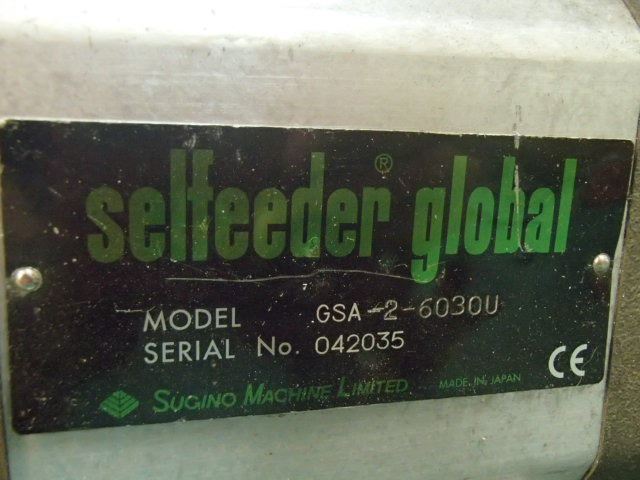 selfeeder® global
MODEL GSA-2-6030U
SERIAL No. 042035
CE
SUGINO MACHINE LIMITED MADE IN JAPAN